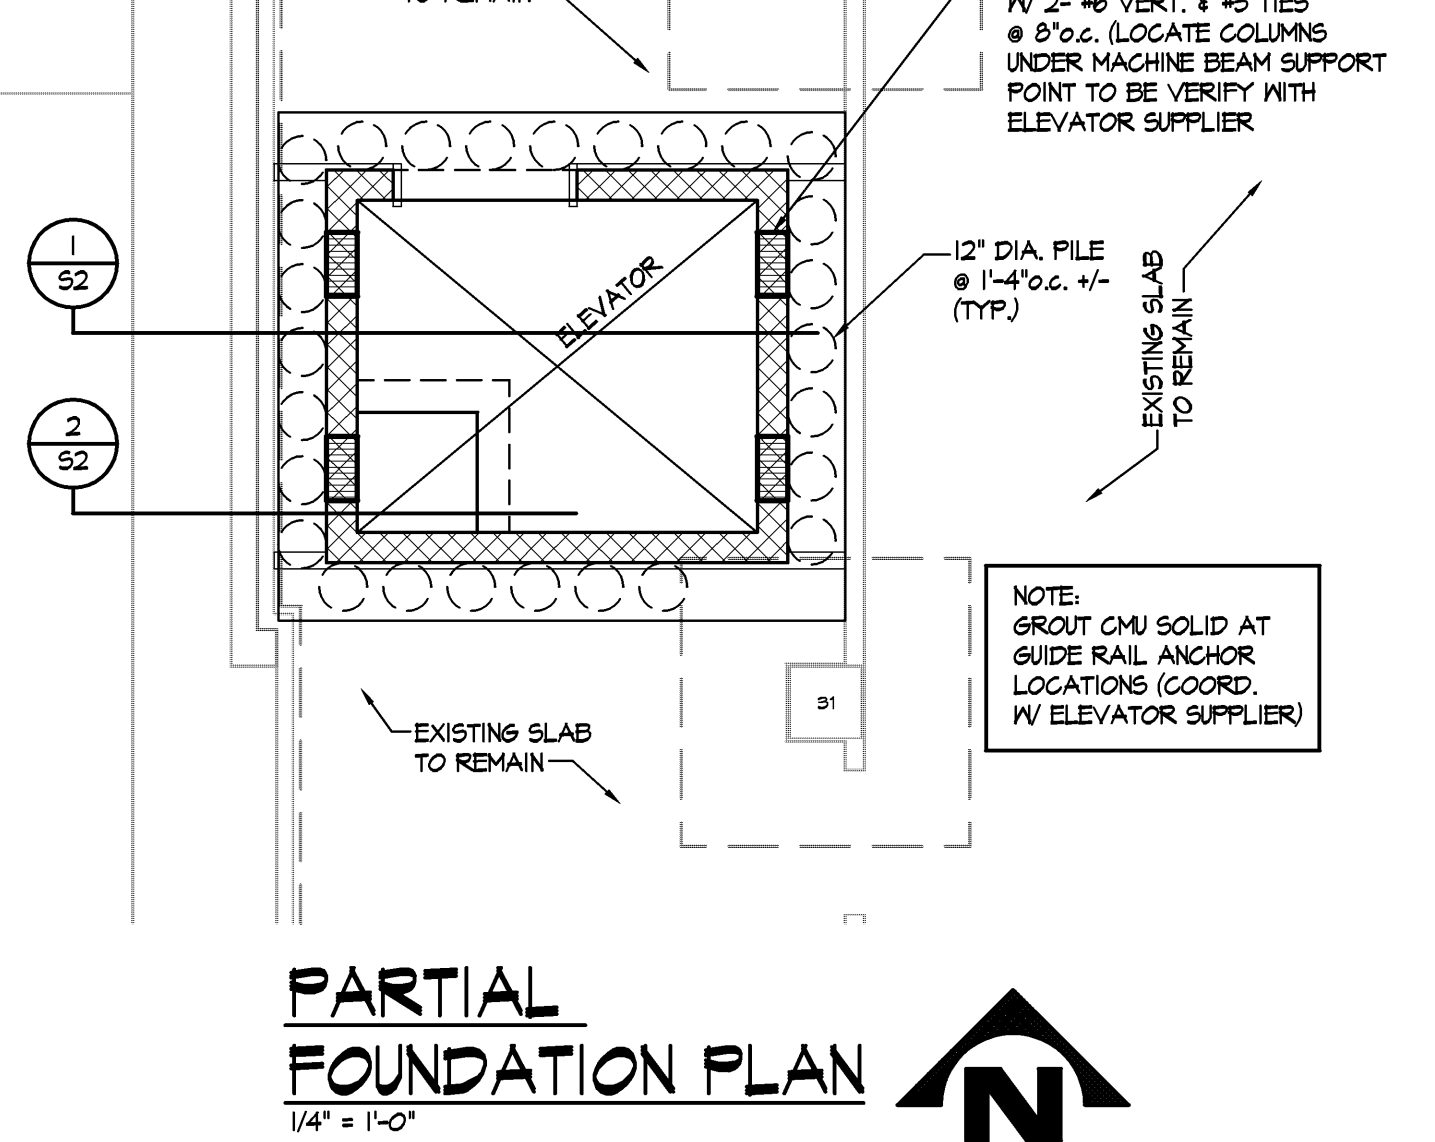 TO REMAIN
W/ 2- #6 VERT. & #3 TIES
@ 8"o.c. (LOCATE COLUMNS
UNDER MACHINE BEAM SUPPORT
POINT TO BE VERIFY WITH
ELEVATOR SUPPLIER
1
S2
ELEVATOR
12" DIA. PILE
@ 1'-4"o.c. +/-
(TYP.)
EXISTING SLAB
TO REMAIN
2
S2
NOTE:
GROUT CMU SOLID AT
GUIDE RAIL ANCHOR
LOCATIONS (COORD.
W/ ELEVATOR SUPPLIER)
31
EXISTING SLAB
TO REMAIN
PARTIAL
FOUNDATION PLAN
1/4" = 1'-0"
N